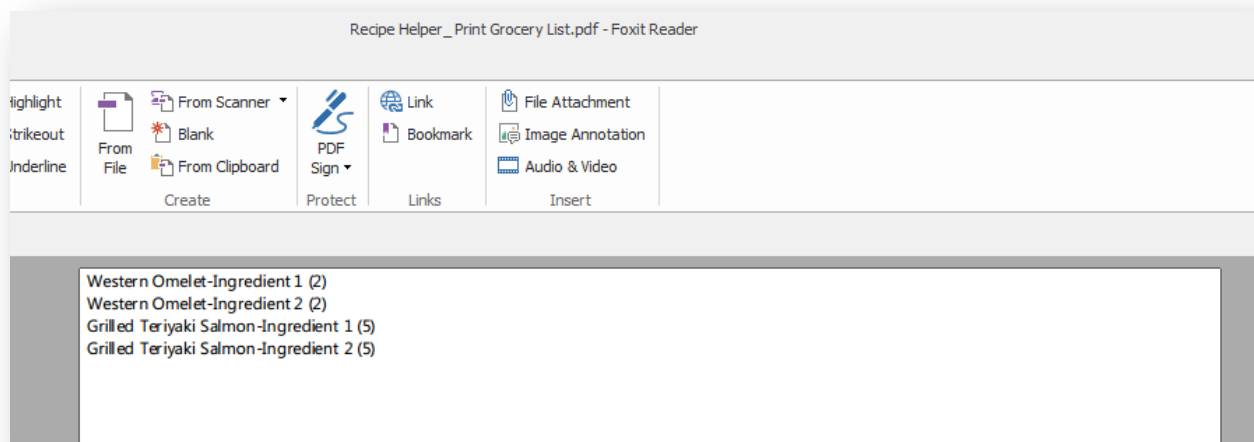 Recipe Helper_ Print Grocery List.pdf - Foxit Reader
Highlight
Strikeout
Underline
From File
From Scanner
Blank
From Clipboard
Create
PDF Sign
Protect
Link
Bookmark
Links
File Attachment
Image Annotation
Audio & Video
Insert
Western Omelet-Ingredient 1 (2)
Western Omelet-Ingredient 2 (2)
Grilled Teriyaki Salmon-Ingredient 1 (5)
Grilled Teriyaki Salmon-Ingredient 2 (5)